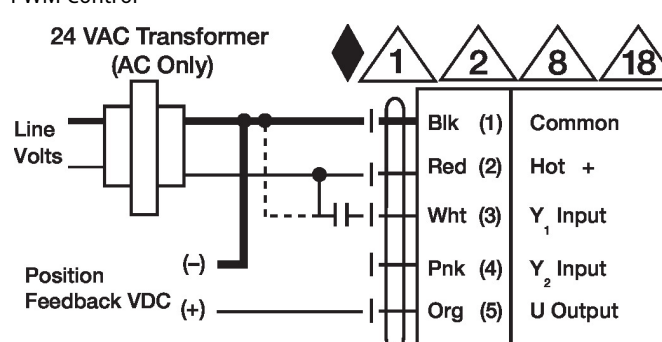 PWM Control
24 VAC Transformer
(AC Only)
1 2 8 18
Line
Volts
Blk (1) Common
Red (2) Hot +
Wht (3) Y1 Input
Pnk (4) Y2 Input
Org (5) U Output
Position
Feedback VDC
(–)
(+)